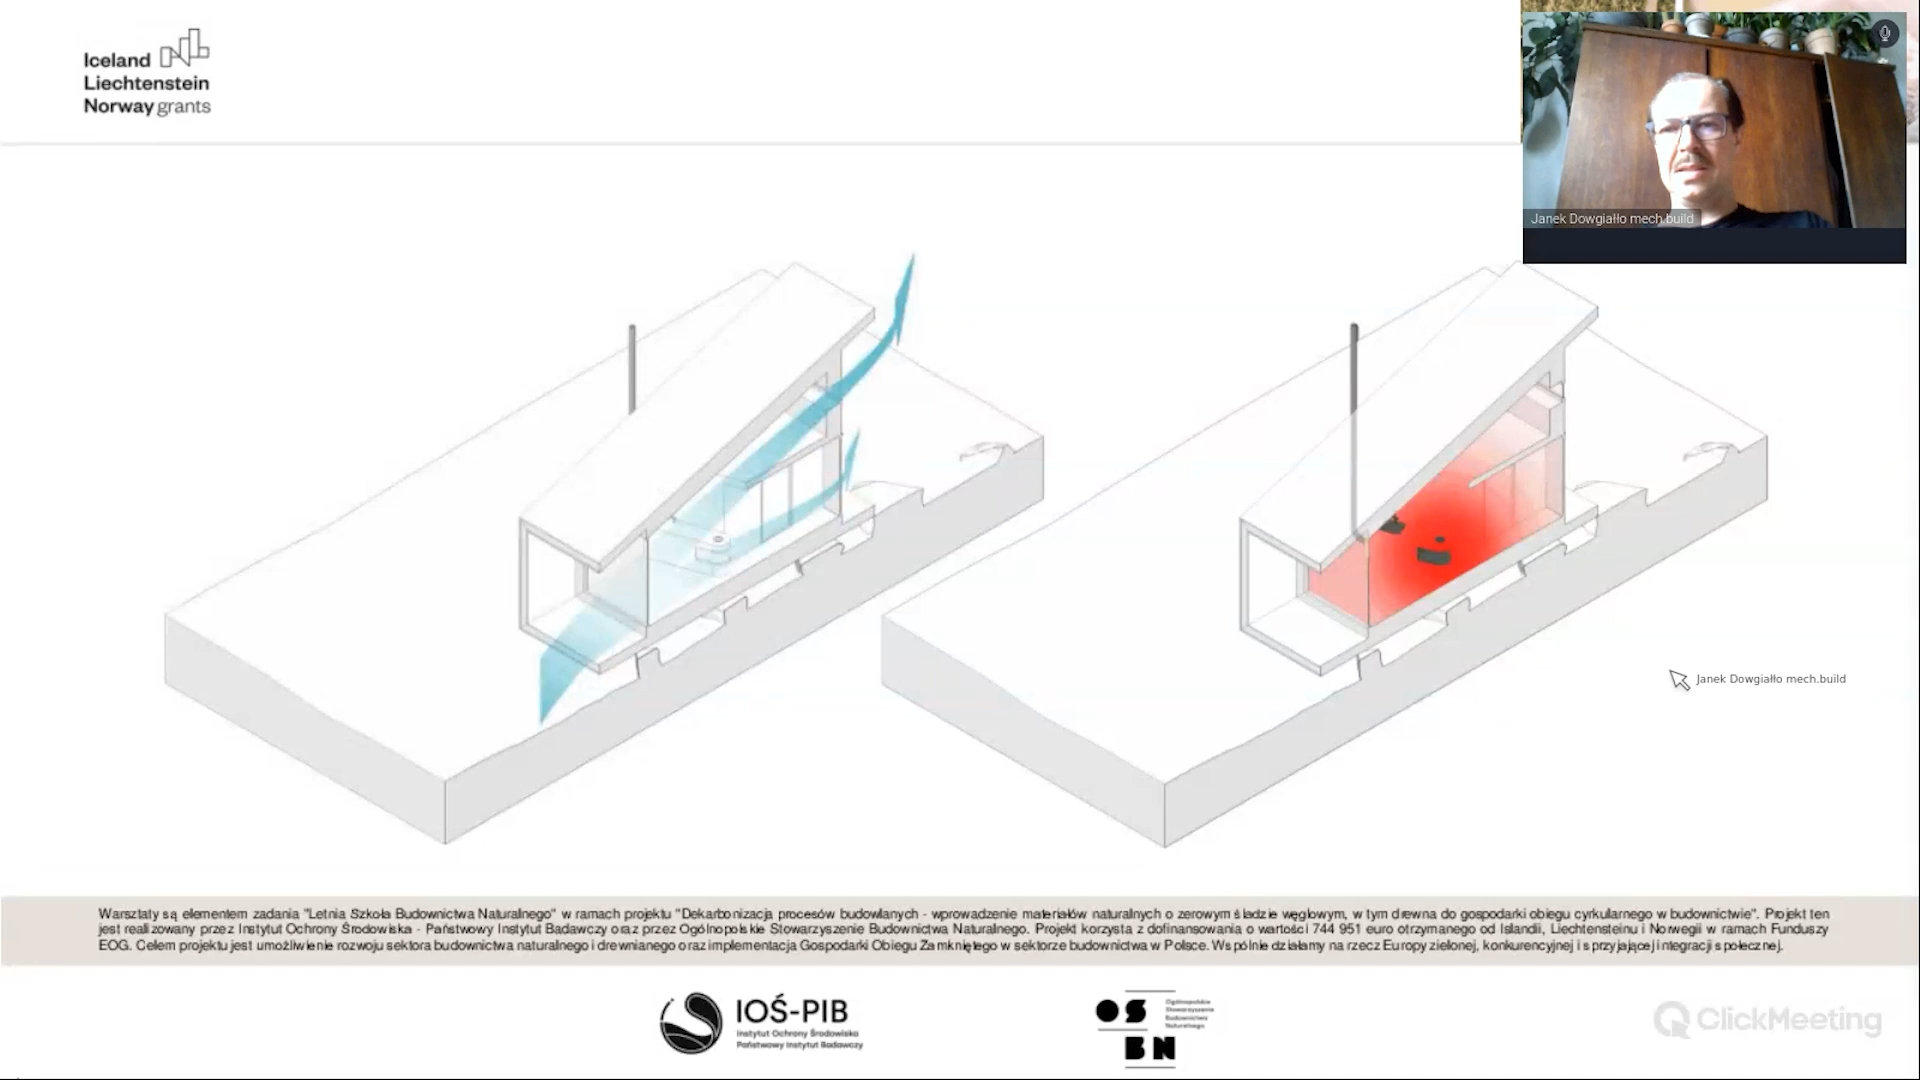 Iceland
Liechtenstein
Norway grants
Janek Dowgiałło mech.build
Janek Dowgiałło mech.build
Warsztaty są elementem zadania "Letnia Szkoła Budownictwa Naturalnego" w ramach projektu "Dekarbonizacja procesów budowlanych - wprowadzenie materiałów naturalnych o zerowym śladzie węglowym, w tym drewna do gospodarki obiegu cyrkularnego w budownictwie". Projekt ten
jest realizowany przez Instytut Ochrony Środowiska - Państwowy Instytut Badawczy oraz przez Ogólnopolskie Stowarzyszenie Budownictwa Naturalnego. Projekt korzysta z dofinansowania o wartości 744 951 euro otrzymanego od Islandii, Liechtensteinu i Norwegii w ramach Funduszy
EOG. Celem projektu jest umożliwienie rozwoju sektora budownictwa naturalnego i drewnianego oraz implementacja Gospodarki Obiegu Zamkniętego w sektorze budownictwa w Polsce. Wspólnie działamy na rzecz Europy zielonej, konkurencyjnej i sprzyjającej integracji społecznej.
IOŚ-PIB
Instytut Ochrony Środowiska
Państwowy Instytut Badawczy
OS
BN
Ogólnopolskie
Stowarzyszenie
Budownictwa
Naturalnego
ClickMeeting